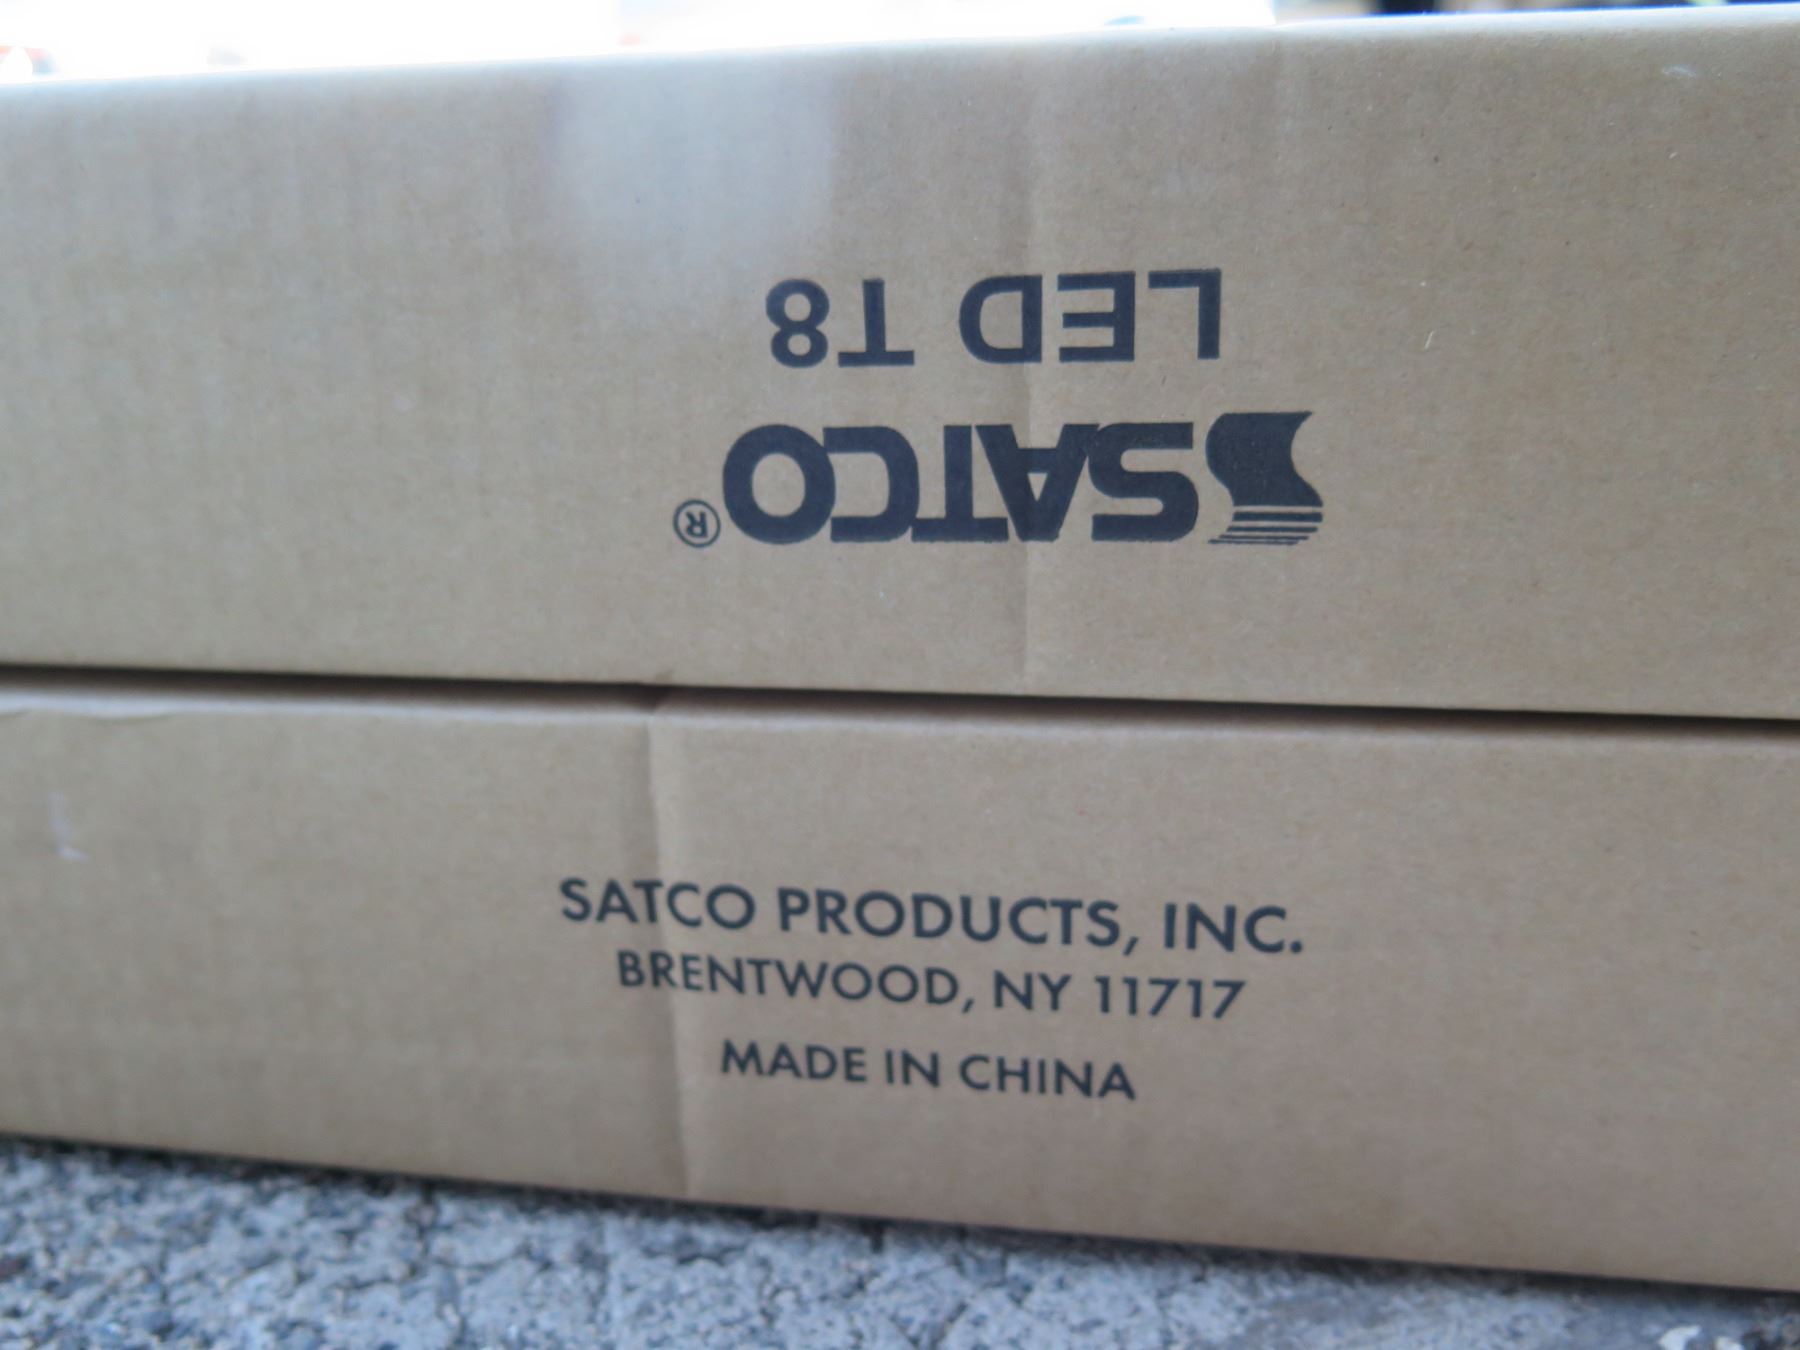 LED T8
SATCO®
SATCO PRODUCTS, INC.
BRENTWOOD, NY 11717
MADE IN CHINA